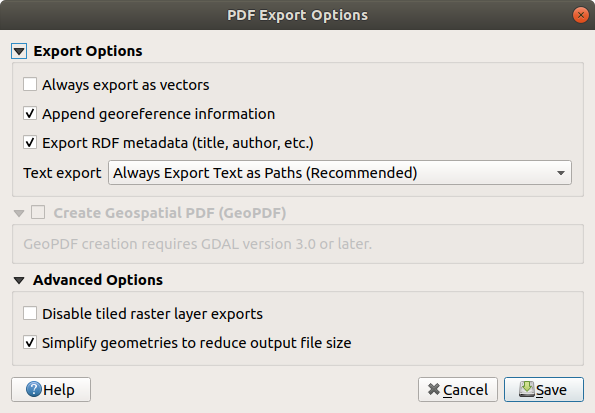 PDF Export Options
Export Options
Always export as vectors
Append georeference information
Export RDF metadata (title, author, etc.)
Text export Always Export Text as Paths (Recommended)
Create Geospatial PDF (GeoPDF)
GeoPDF creation requires GDAL version 3.0 or later.
Advanced Options
Disable tiled raster layer exports
Simplify geometries to reduce output file size
Help Cancel Save